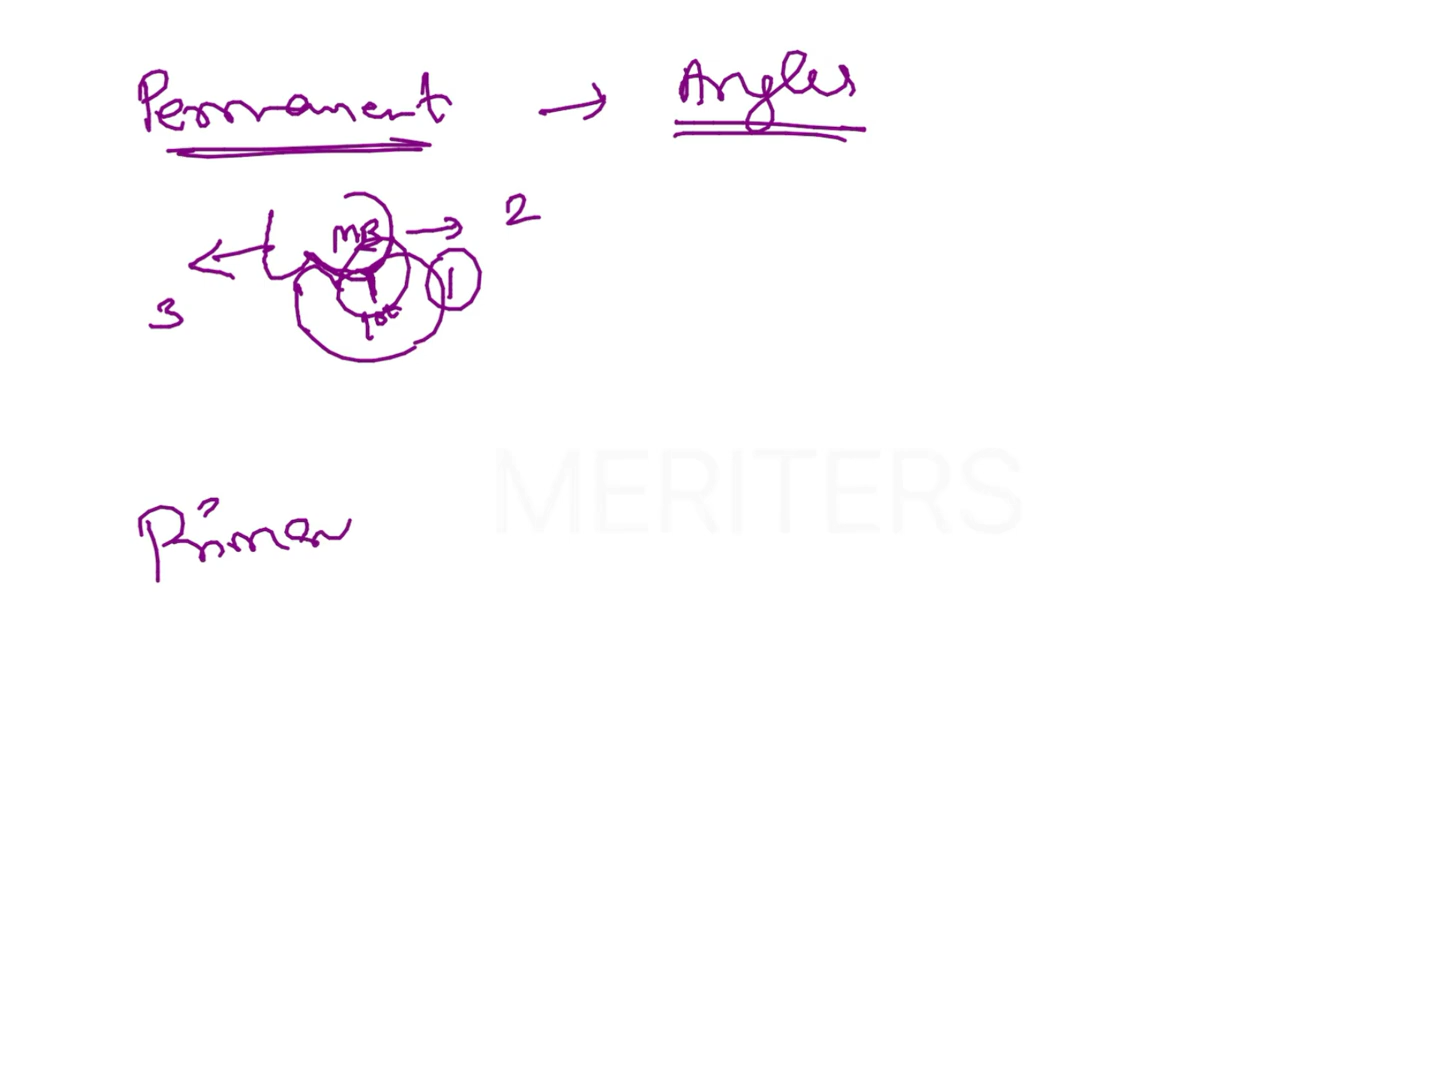 Permanent → Angles
MB → 2
1
3
Primar
MERITERS